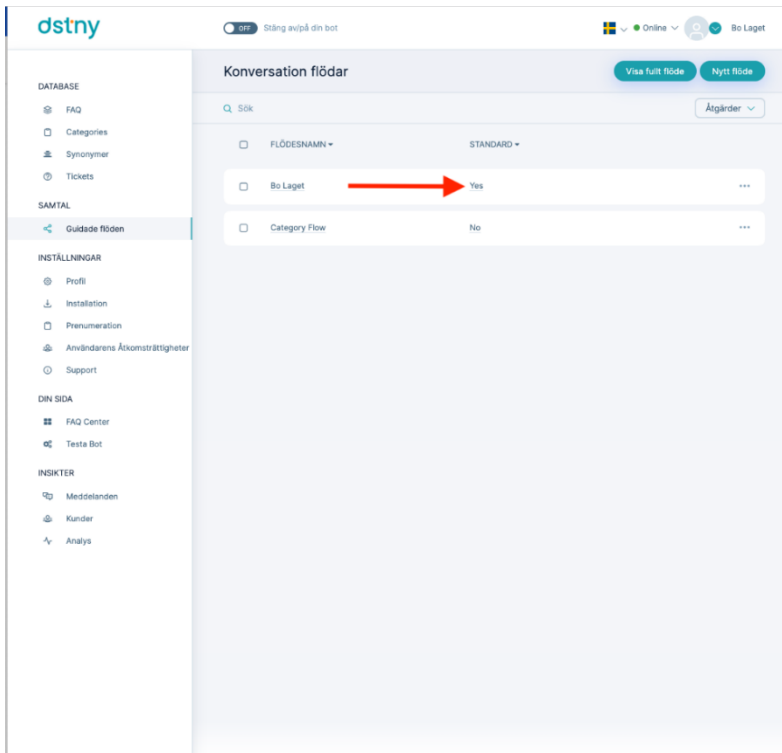 dstny
OFF Stäng av/på din bot
Online
Bo Laget
Konversation flödar
Visa fullt flöde
Nytt flöde
Sök
Åtgärder
DATABASE
FAQ
Categories
Synonymer
Tickets
SAMTAL
Guidade flöden
INSTÄLLNINGAR
Profil
Installation
Prenumeration
Användarens Åtkomsträttigheter
Support
DIN SIDA
FAQ Center
Testa Bot
INSIKTER
Meddelanden
Kunder
Analys
FLÖDESNAMN STANDARD
Bo Laget Yes
Category Flow No